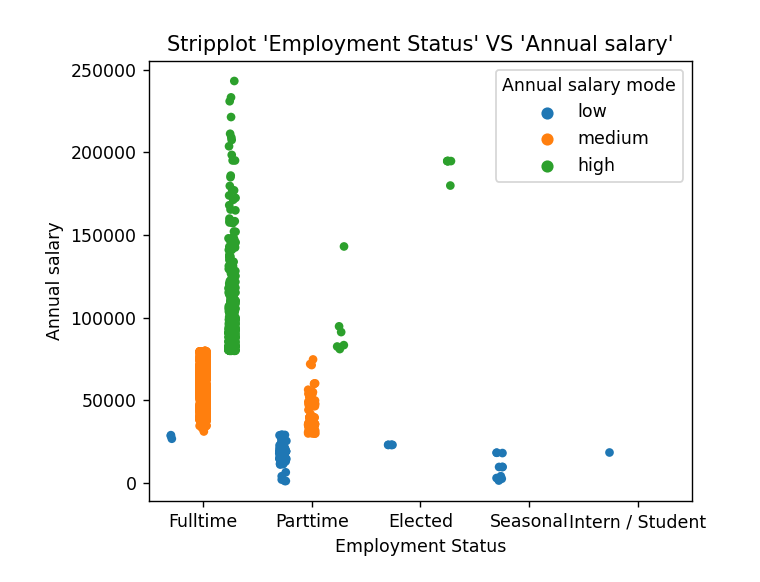 Stripplot 'Employment Status' VS 'Annual salary'
Annual salary mode
low
medium
high
Annual salary
250000
200000
150000
100000
50000
0
Fulltime Parttime Elected Seasonal Intern / Student
Employment Status